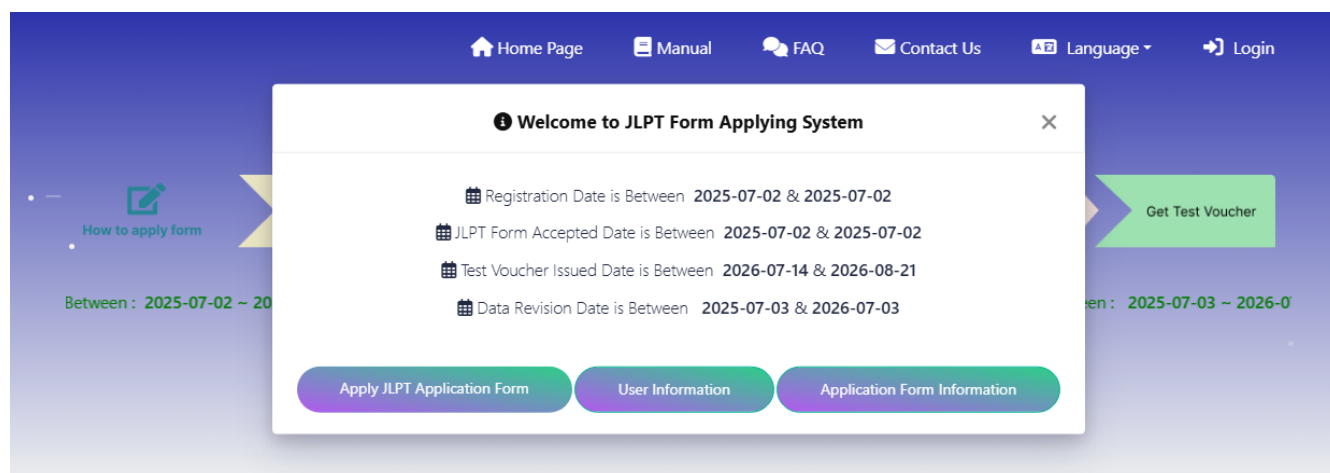 Home Page Manual FAQ Contact Us Language Login
Welcome to JLPT Form Applying System
Registration Date is Between 2025-07-02 & 2025-07-02
How to apply form
Get Test Voucher
JLPT Form Accepted Date is Between 2025-07-02 & 2025-07-02
Test Voucher Issued Date is Between 2026-07-14 & 2026-08-21
Between : 2025-07-02 ~ 20
een : 2025-07-03 ~ 2026-0
Data Revision Date is Between 2025-07-03 & 2026-07-03
Apply JLPT Application Form User Information Application Form Information